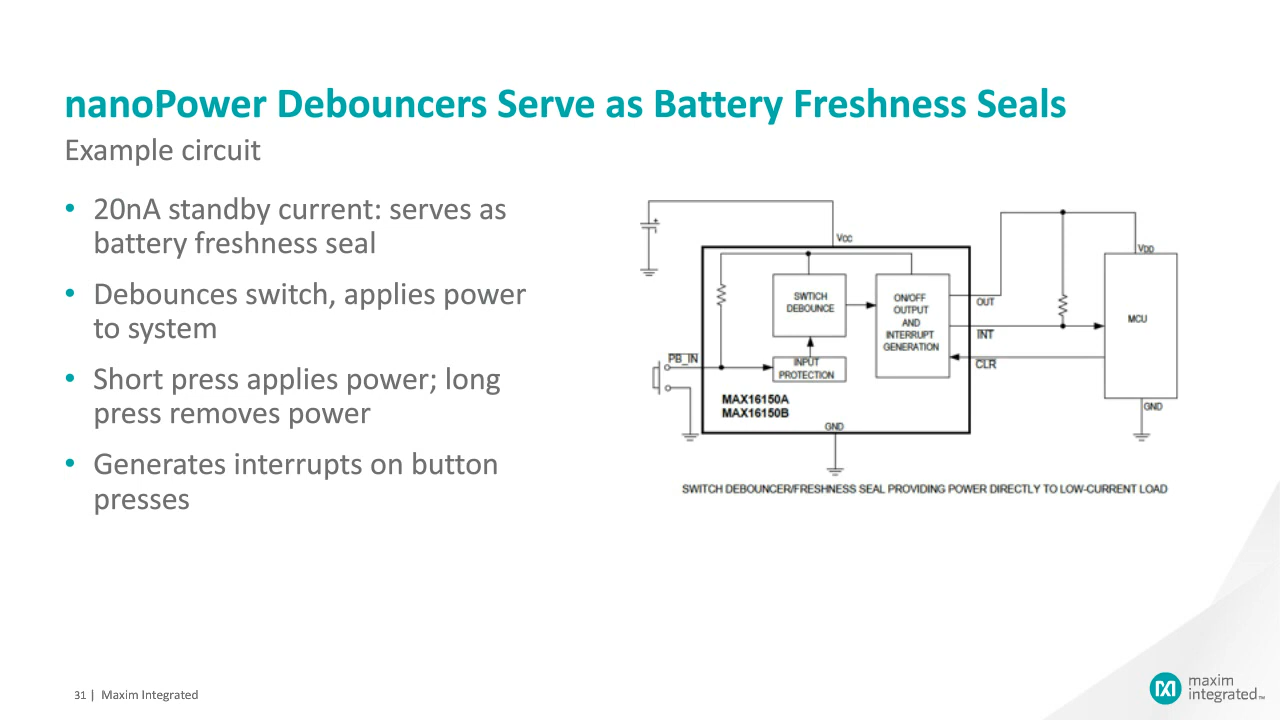 nanoPower Debouncers Serve as Battery Freshness Seals
Example circuit
• 20nA standby current: serves as
battery freshness seal
• Debounces switch, applies power
to system
• Short press applies power; long
press removes power
• Generates interrupts on button
presses
VCC
VDD
SWTICH
DEBOUNCE
ON/OFF
OUTPUT
AND
INTERRUPT
GENERATION
OUT
INT
CLR
MCU
PB_IN
INPUT
PROTECTION
MAX16150A
MAX16150B
GND
GND
SWITCH DEBOUNCER/FRESHNESS SEAL PROVIDING POWER DIRECTLY TO LOW-CURRENT LOAD
31 | Maxim Integrated
maxim
integrated™